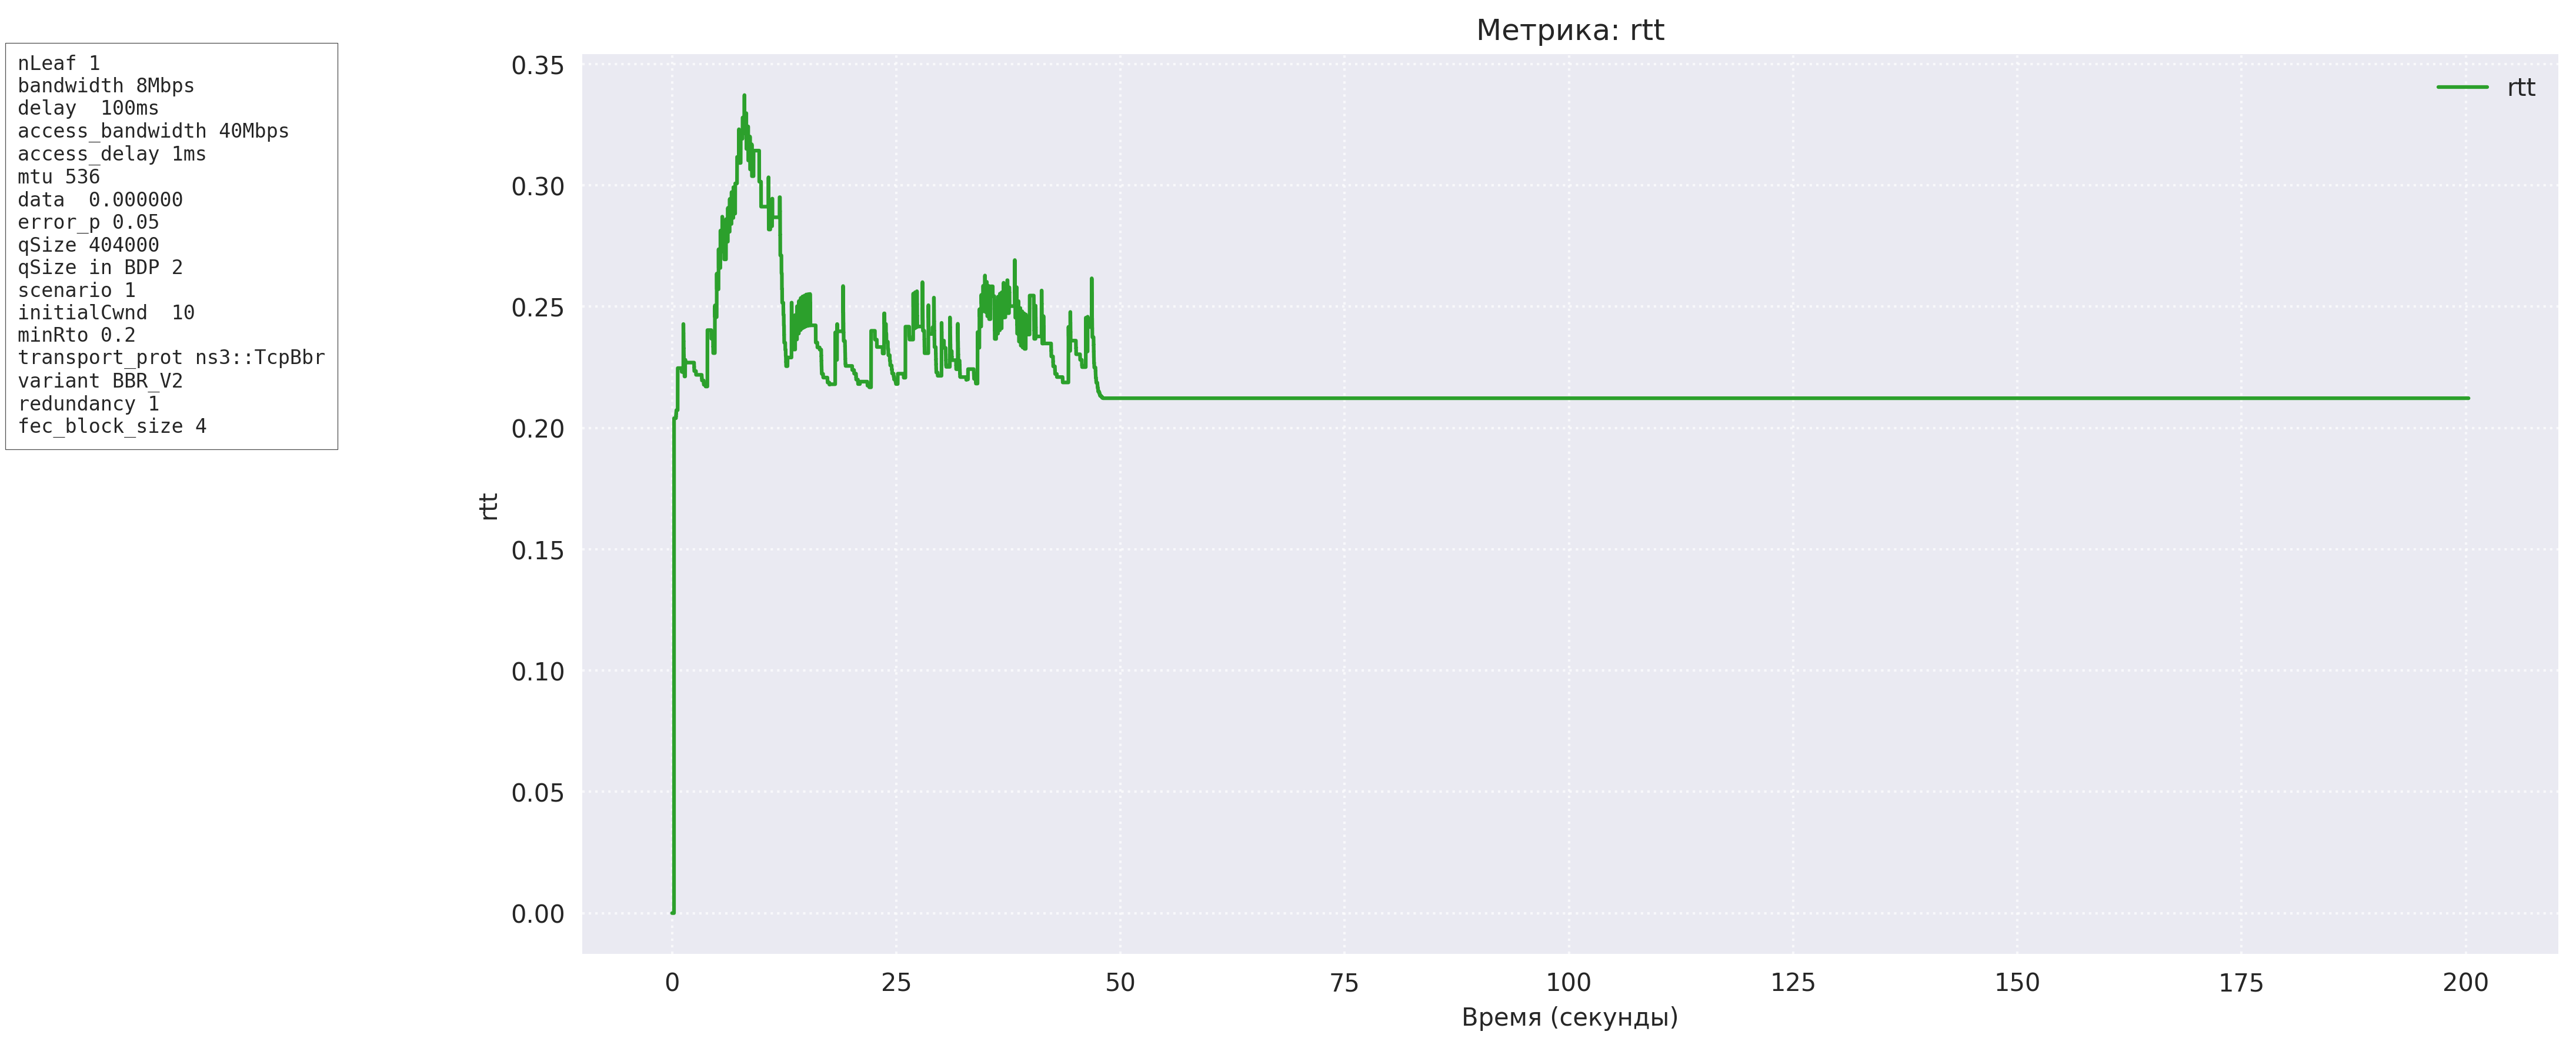 Метрика: rtt
nLeaf 1
bandwidth 8Mbps
delay  100ms
access_bandwidth 40Mbps
access_delay 1ms
mtu 536
data  0.000000
error_p 0.05
qSize 404000
qSize in BDP 2
scenario 1
initialCwnd  10
minRto 0.2
transport_prot ns3::TcpBbr
variant BBR_V2
redundancy 1
fec_block_size 4
rtt
0.35
0.30
0.25
0.20
0.15
0.10
0.05
0.00
rtt
0 25 50 75 100 125 150 175 200
Время (секунды)